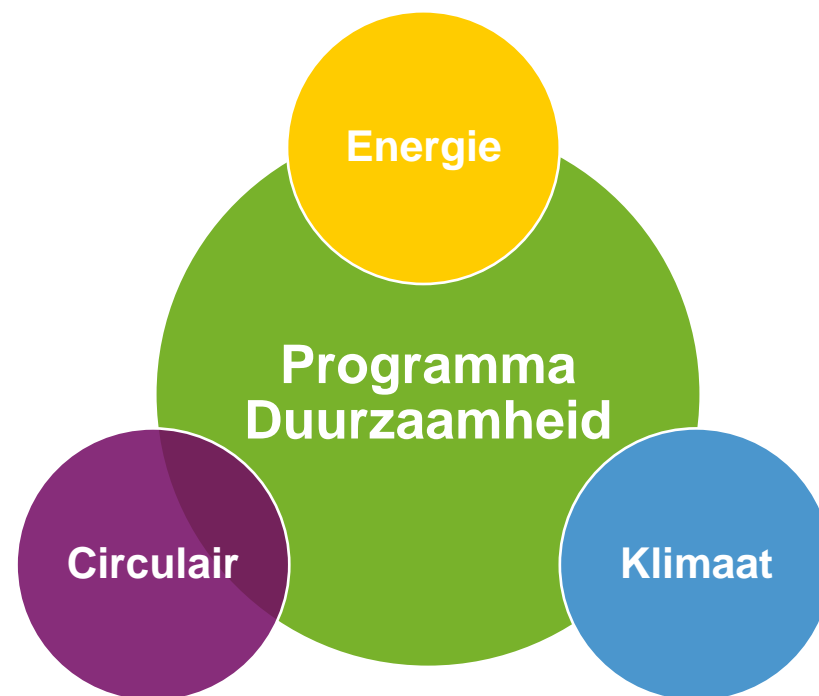 Energie
Programma
Duurzaamheid
Circulair
Klimaat